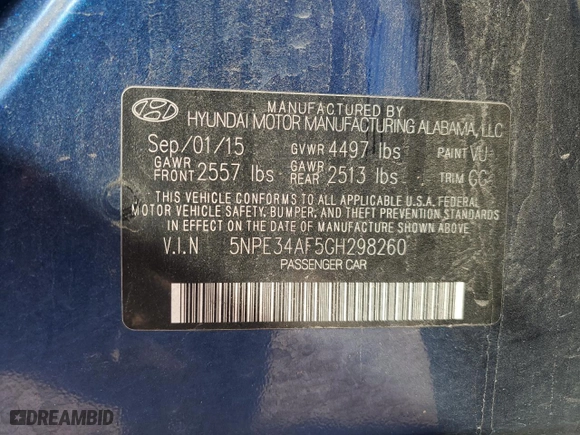 MANUFACTURED BY
HYUNDAI MOTOR MANUFACTURING ALABAMA, LLC
Sep/01/15 GVWR 4497 lbs PAINT VU
GAWR FRONT 2557 lbs GAWR REAR 2513 lbs TRIM CC
THIS VEHICLE CONFORMS TO ALL APPLICABLE U.S.A. FEDERAL
MOTOR VEHICLE SAFETY, BUMPER, AND THEFT PREVENTION
STANDARDS IN EFFECT ON THE DATE OF MANUFACTURE SHOWN ABOVE.
V.I.N 5NPE34AF5GH298260
PASSENGER CAR
DREAMBID